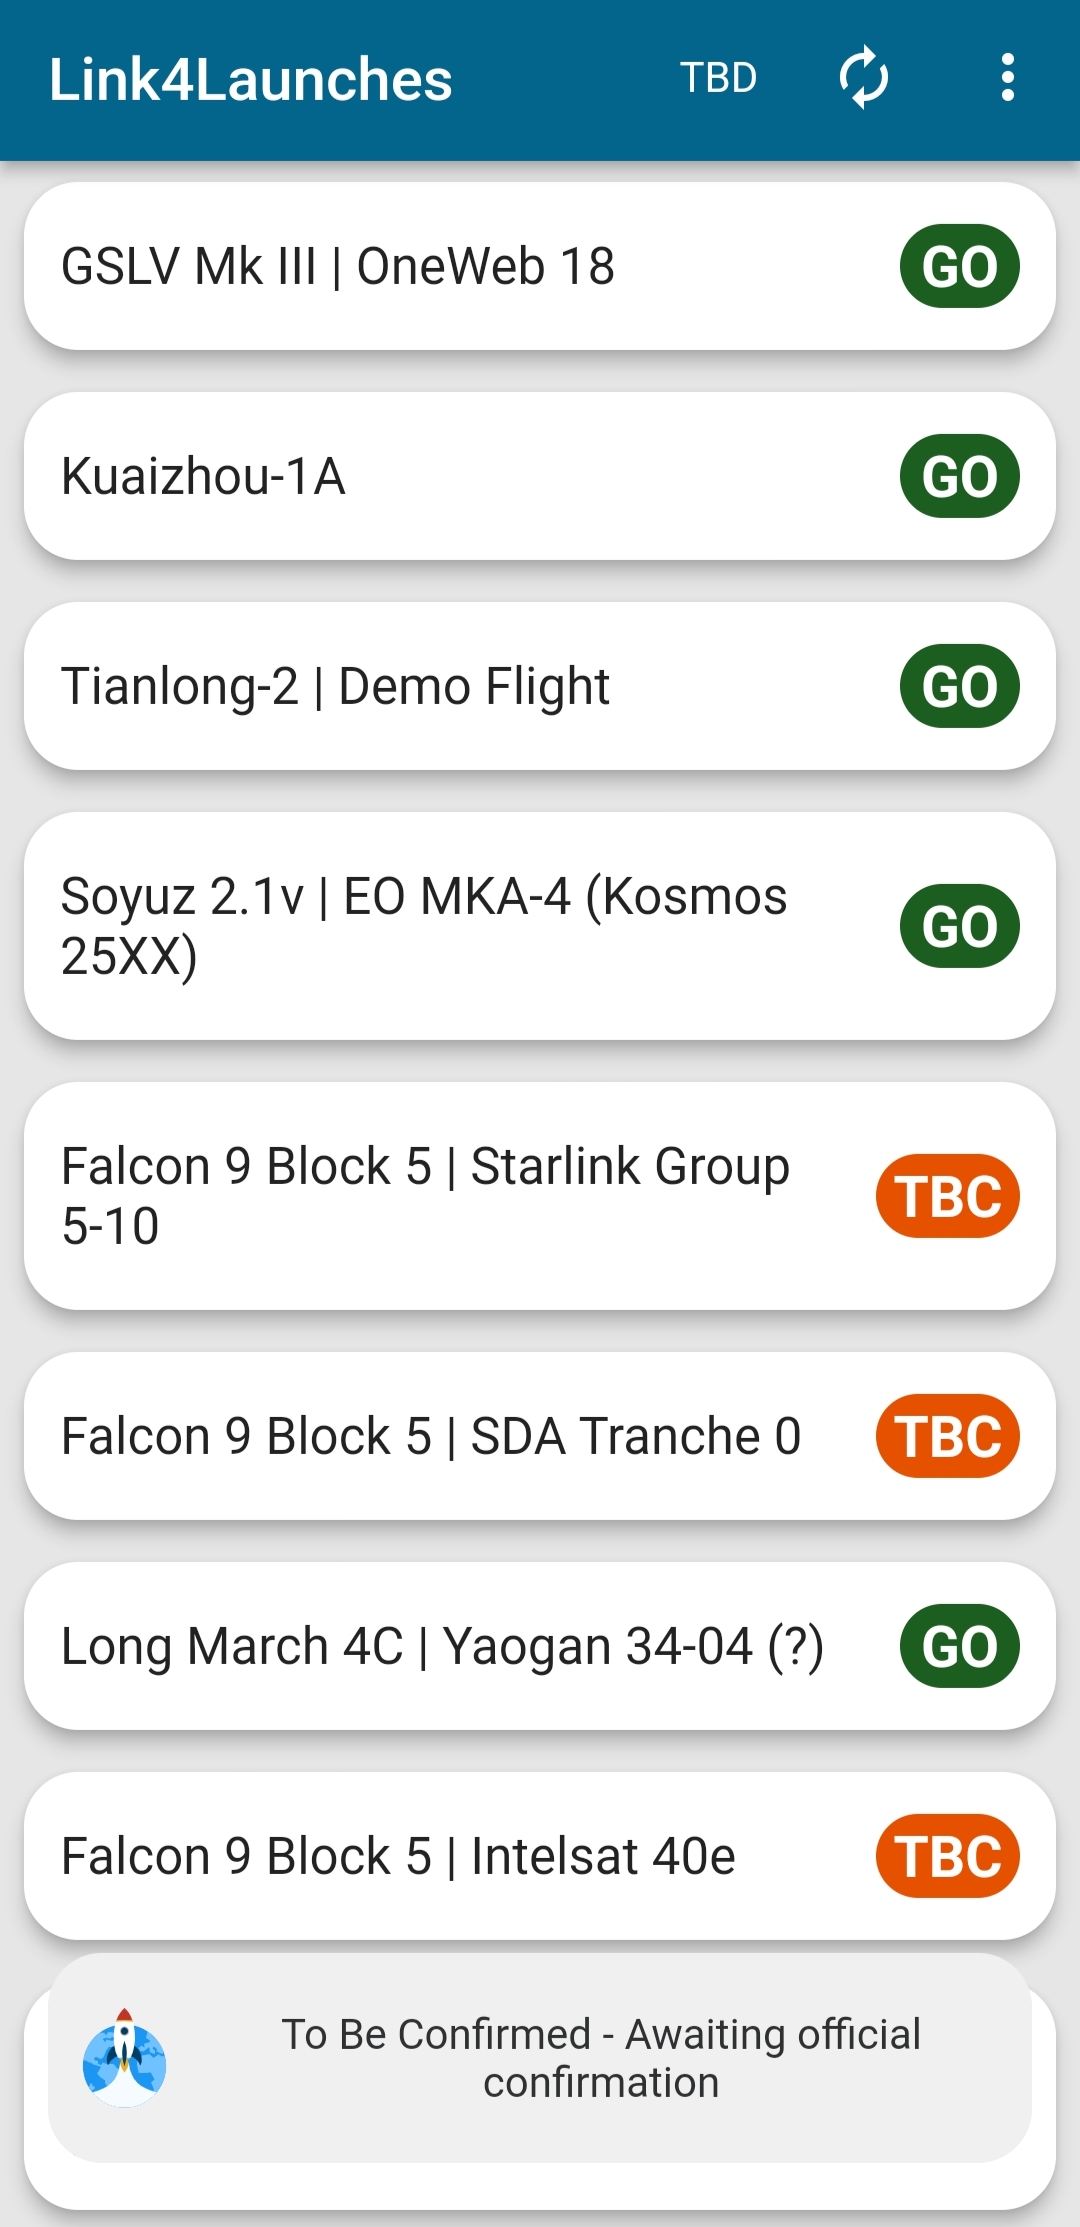 Link4Launches
TBD
GSLV Mk III | OneWeb 18
GO
Kuaizhou-1A
GO
Tianlong-2 | Demo Flight
GO
Soyuz 2.1v | EO MKA-4 (Kosmos
25XX)
GO
Falcon 9 Block 5 | Starlink Group
5-10
TBC
Falcon 9 Block 5 | SDA Tranche 0
TBC
Long March 4C | Yaogan 34-04 (?)
GO
Falcon 9 Block 5 | Intelsat 40e
TBC
To Be Confirmed - Awaiting official
confirmation